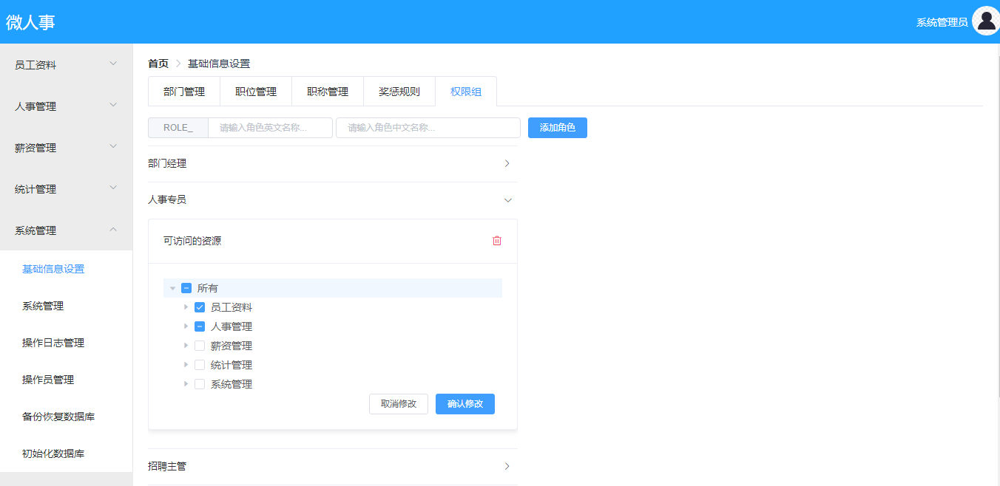 微人事
系统管理员
员工资料
人事管理
薪资管理
统计管理
系统管理
基础信息设置
系统管理
操作日志管理
操作员管理
备份恢复数据库
初始化数据库
首页 基础信息设置
部门管理 职位管理 职称管理 奖惩规则 权限组
ROLE_ 请输入角色英文名称... 请输入角色中文名称... 添加角色
部门经理
人事专员
可访问的资源
所有
员工资料
人事管理
薪资管理
统计管理
系统管理
取消修改 确认修改
招聘主管